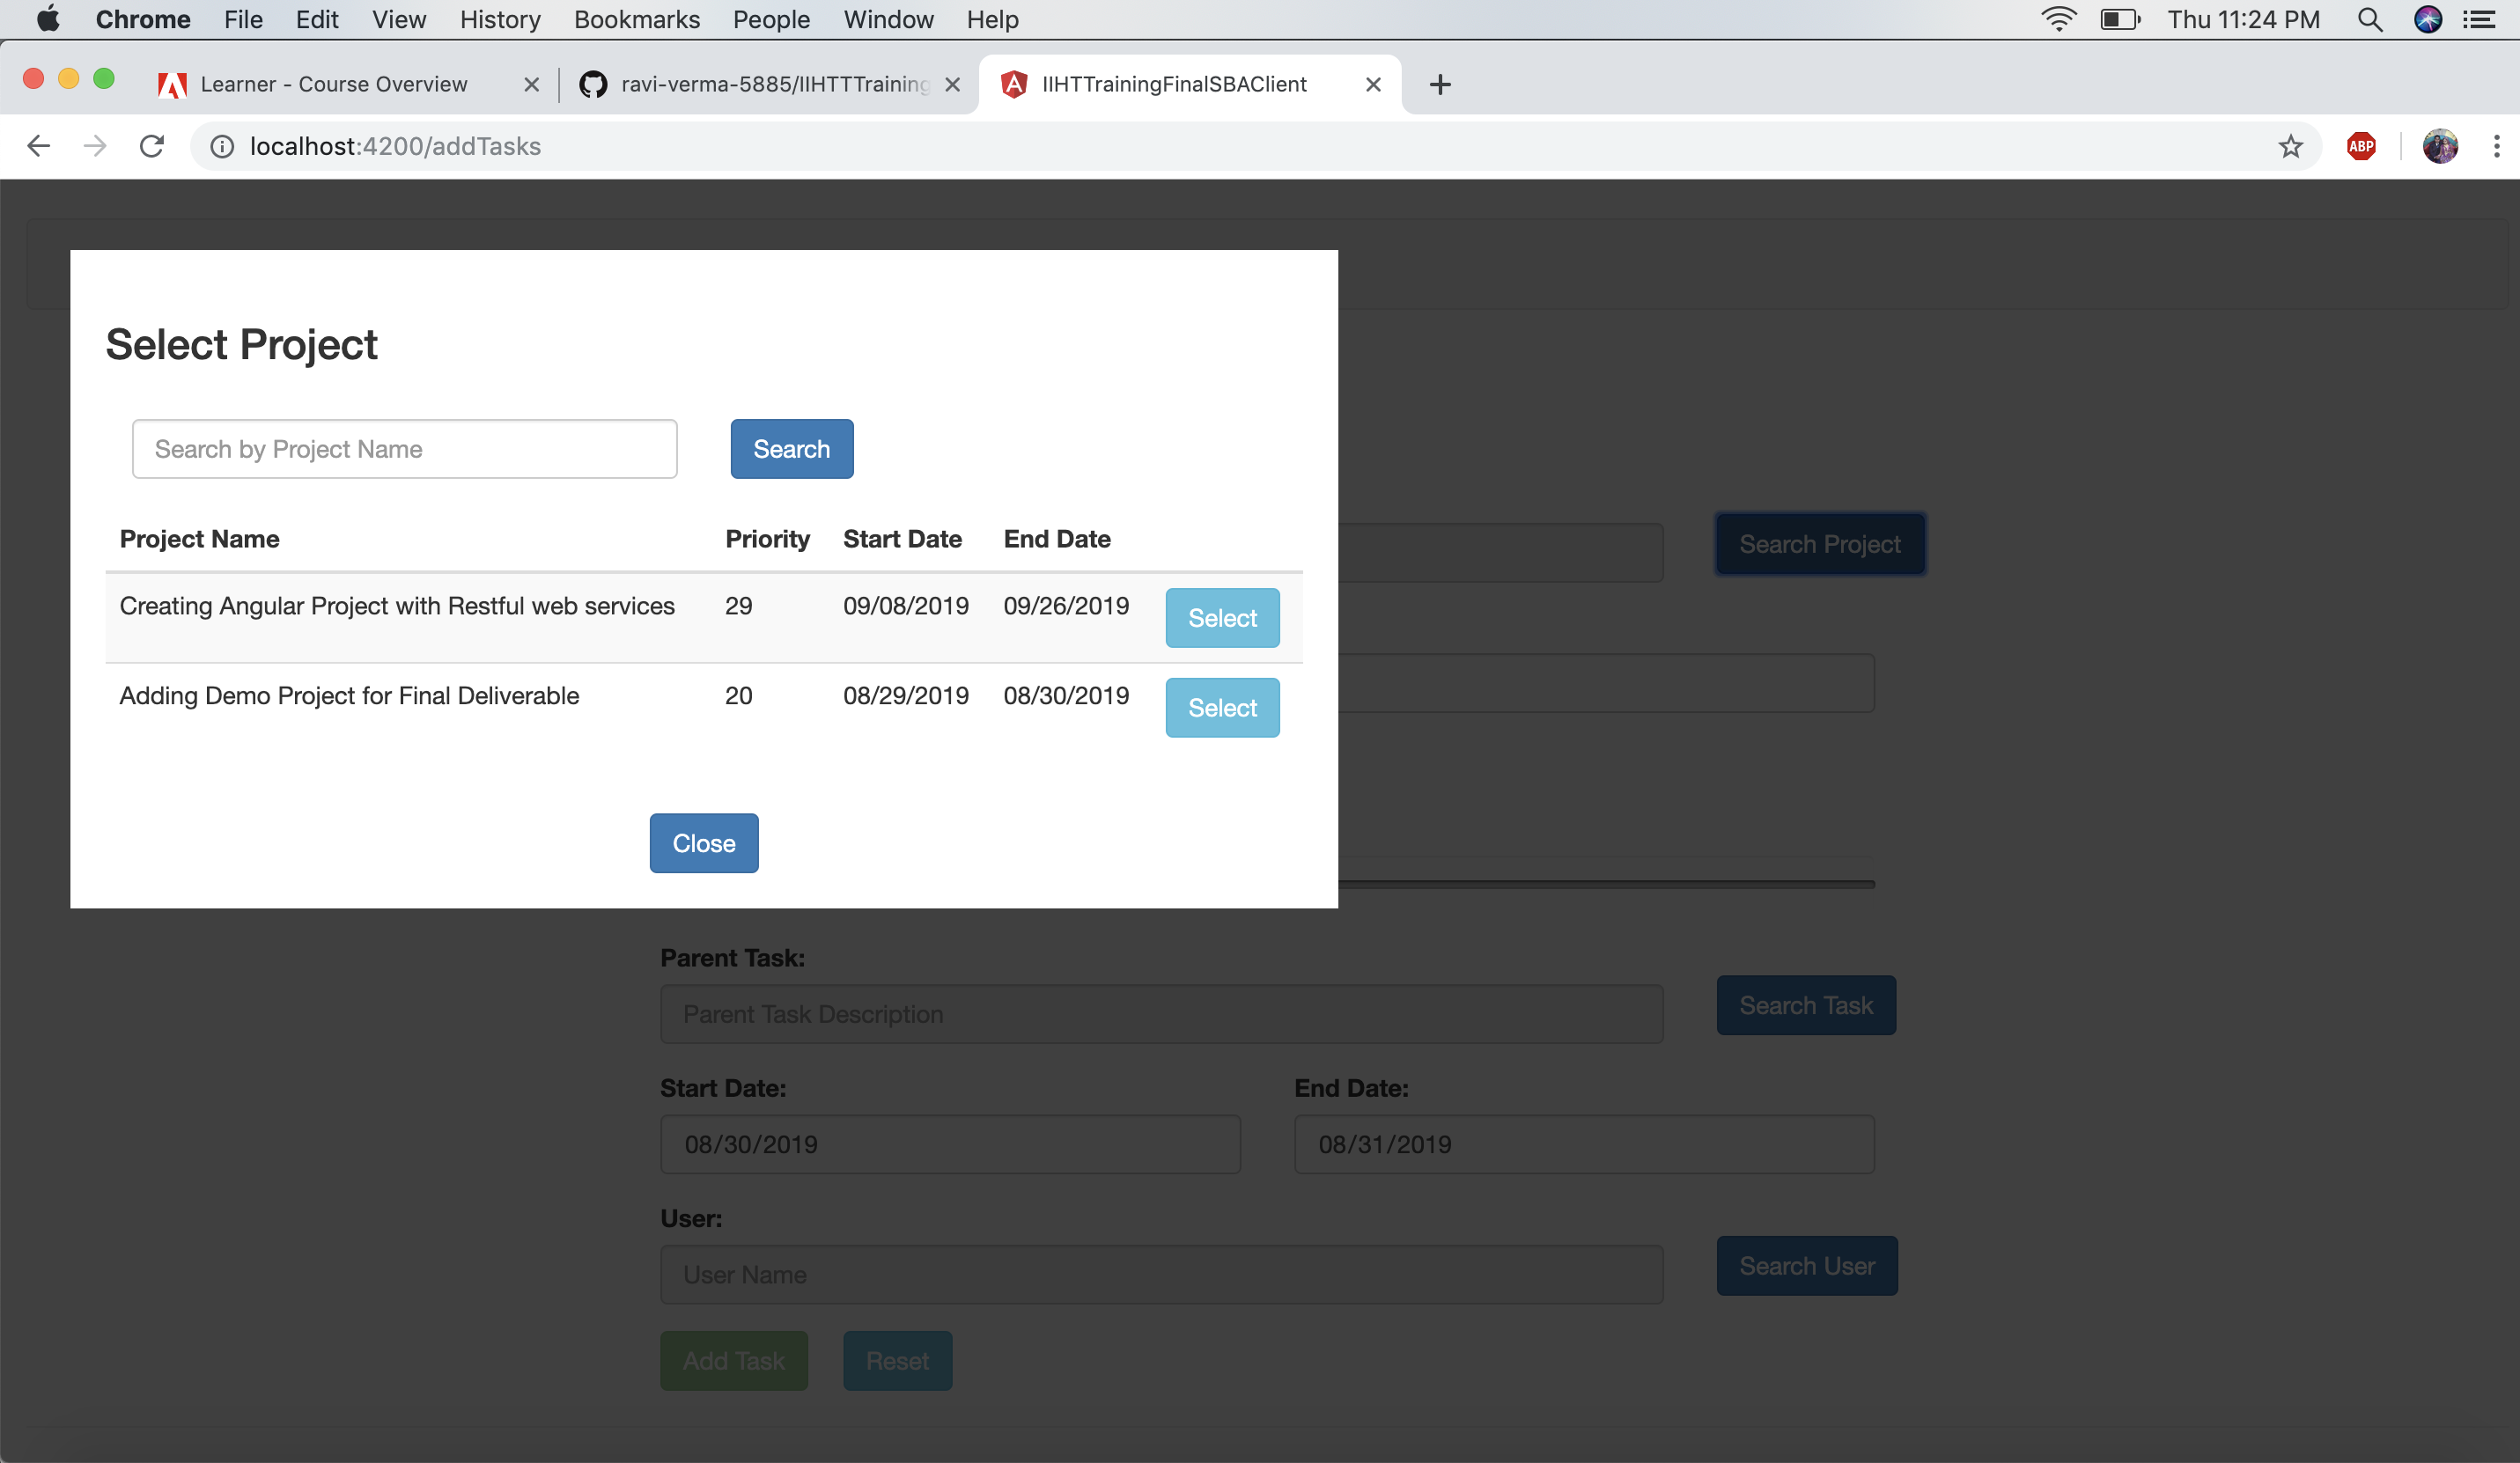 Chrome File Edit View History Bookmarks People Window Help Thu 11:24 PM
Learner - Course Overview ravi-verma-5885/IIHTTTraining IIHTTrainingFinalSBAClient
localhost:4200/addTasks ABP
Select Project
Search by Project Name Search
Project Name Priority Start Date End Date
Creating Angular Project with Restful web services 29 09/08/2019 09/26/2019 Select
Adding Demo Project for Final Deliverable 20 08/29/2019 08/30/2019 Select
Close
Search Project
Parent Task:
Parent Task Description Search Task
Start Date: End Date:
08/30/2019 08/31/2019
User:
User Name Search User
Add Task Reset